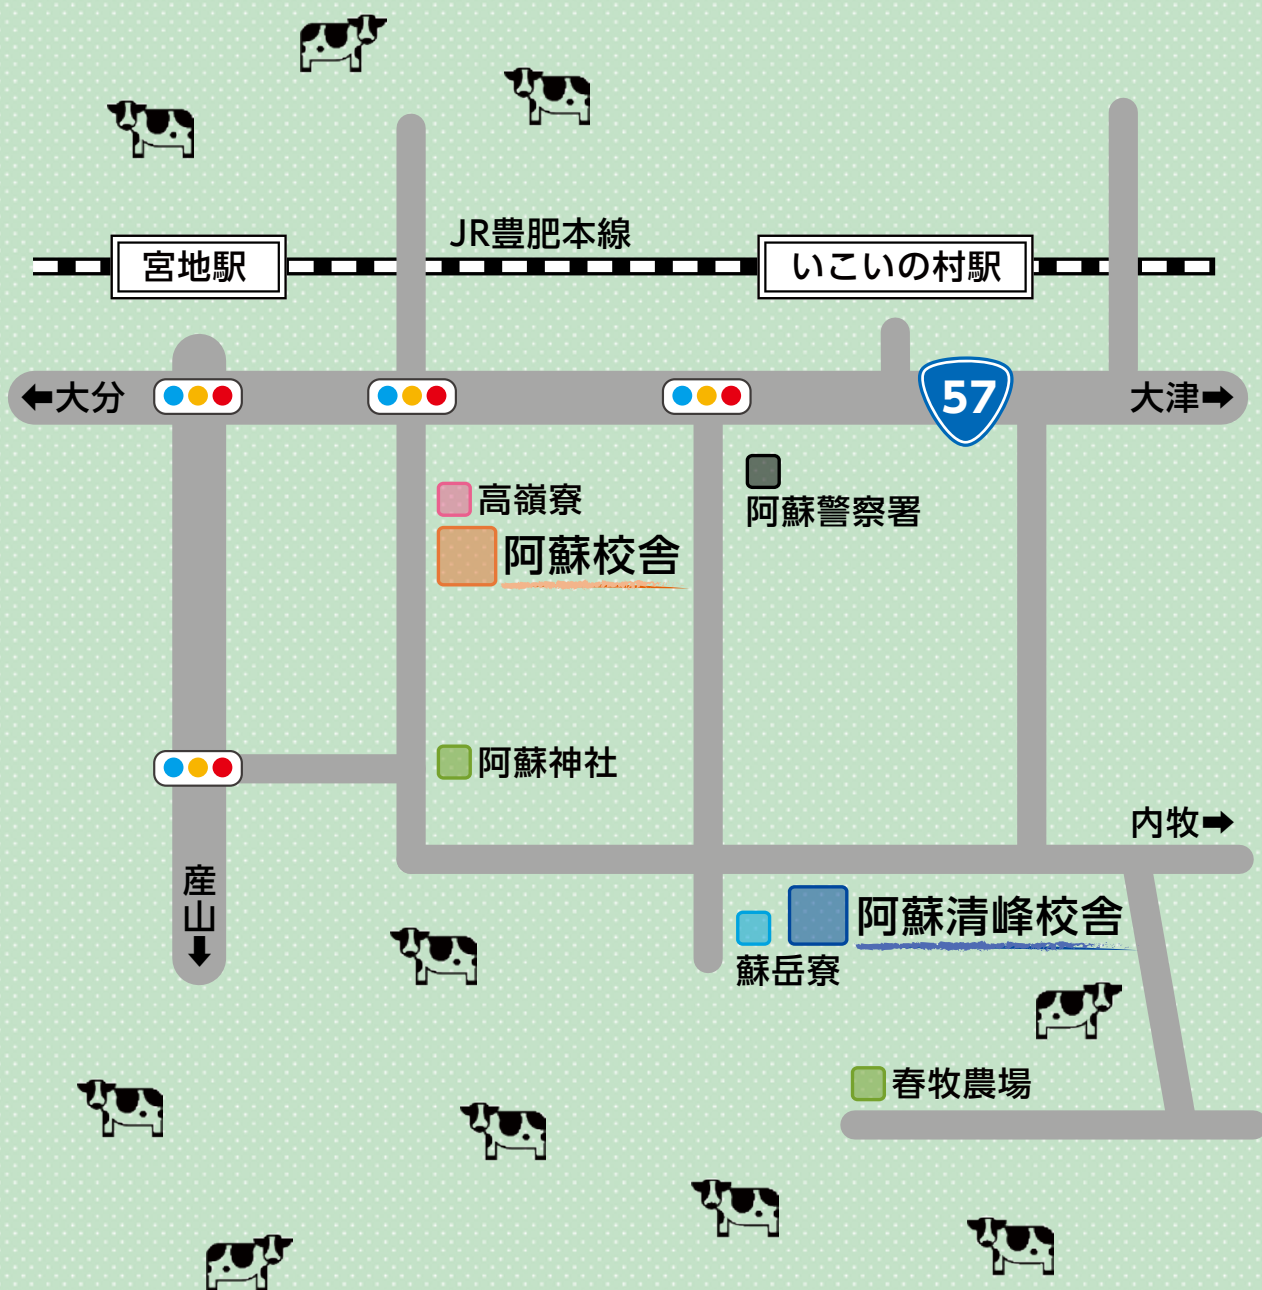 JR豊肥本線
宮地駅
いこいの村駅
←大分
57
大津→
高嶺寮
阿蘇警察署
阿蘇校舎
阿蘇神社
内牧→
産山↓
阿蘇清峰校舎
蘇岳寮
春牧農場